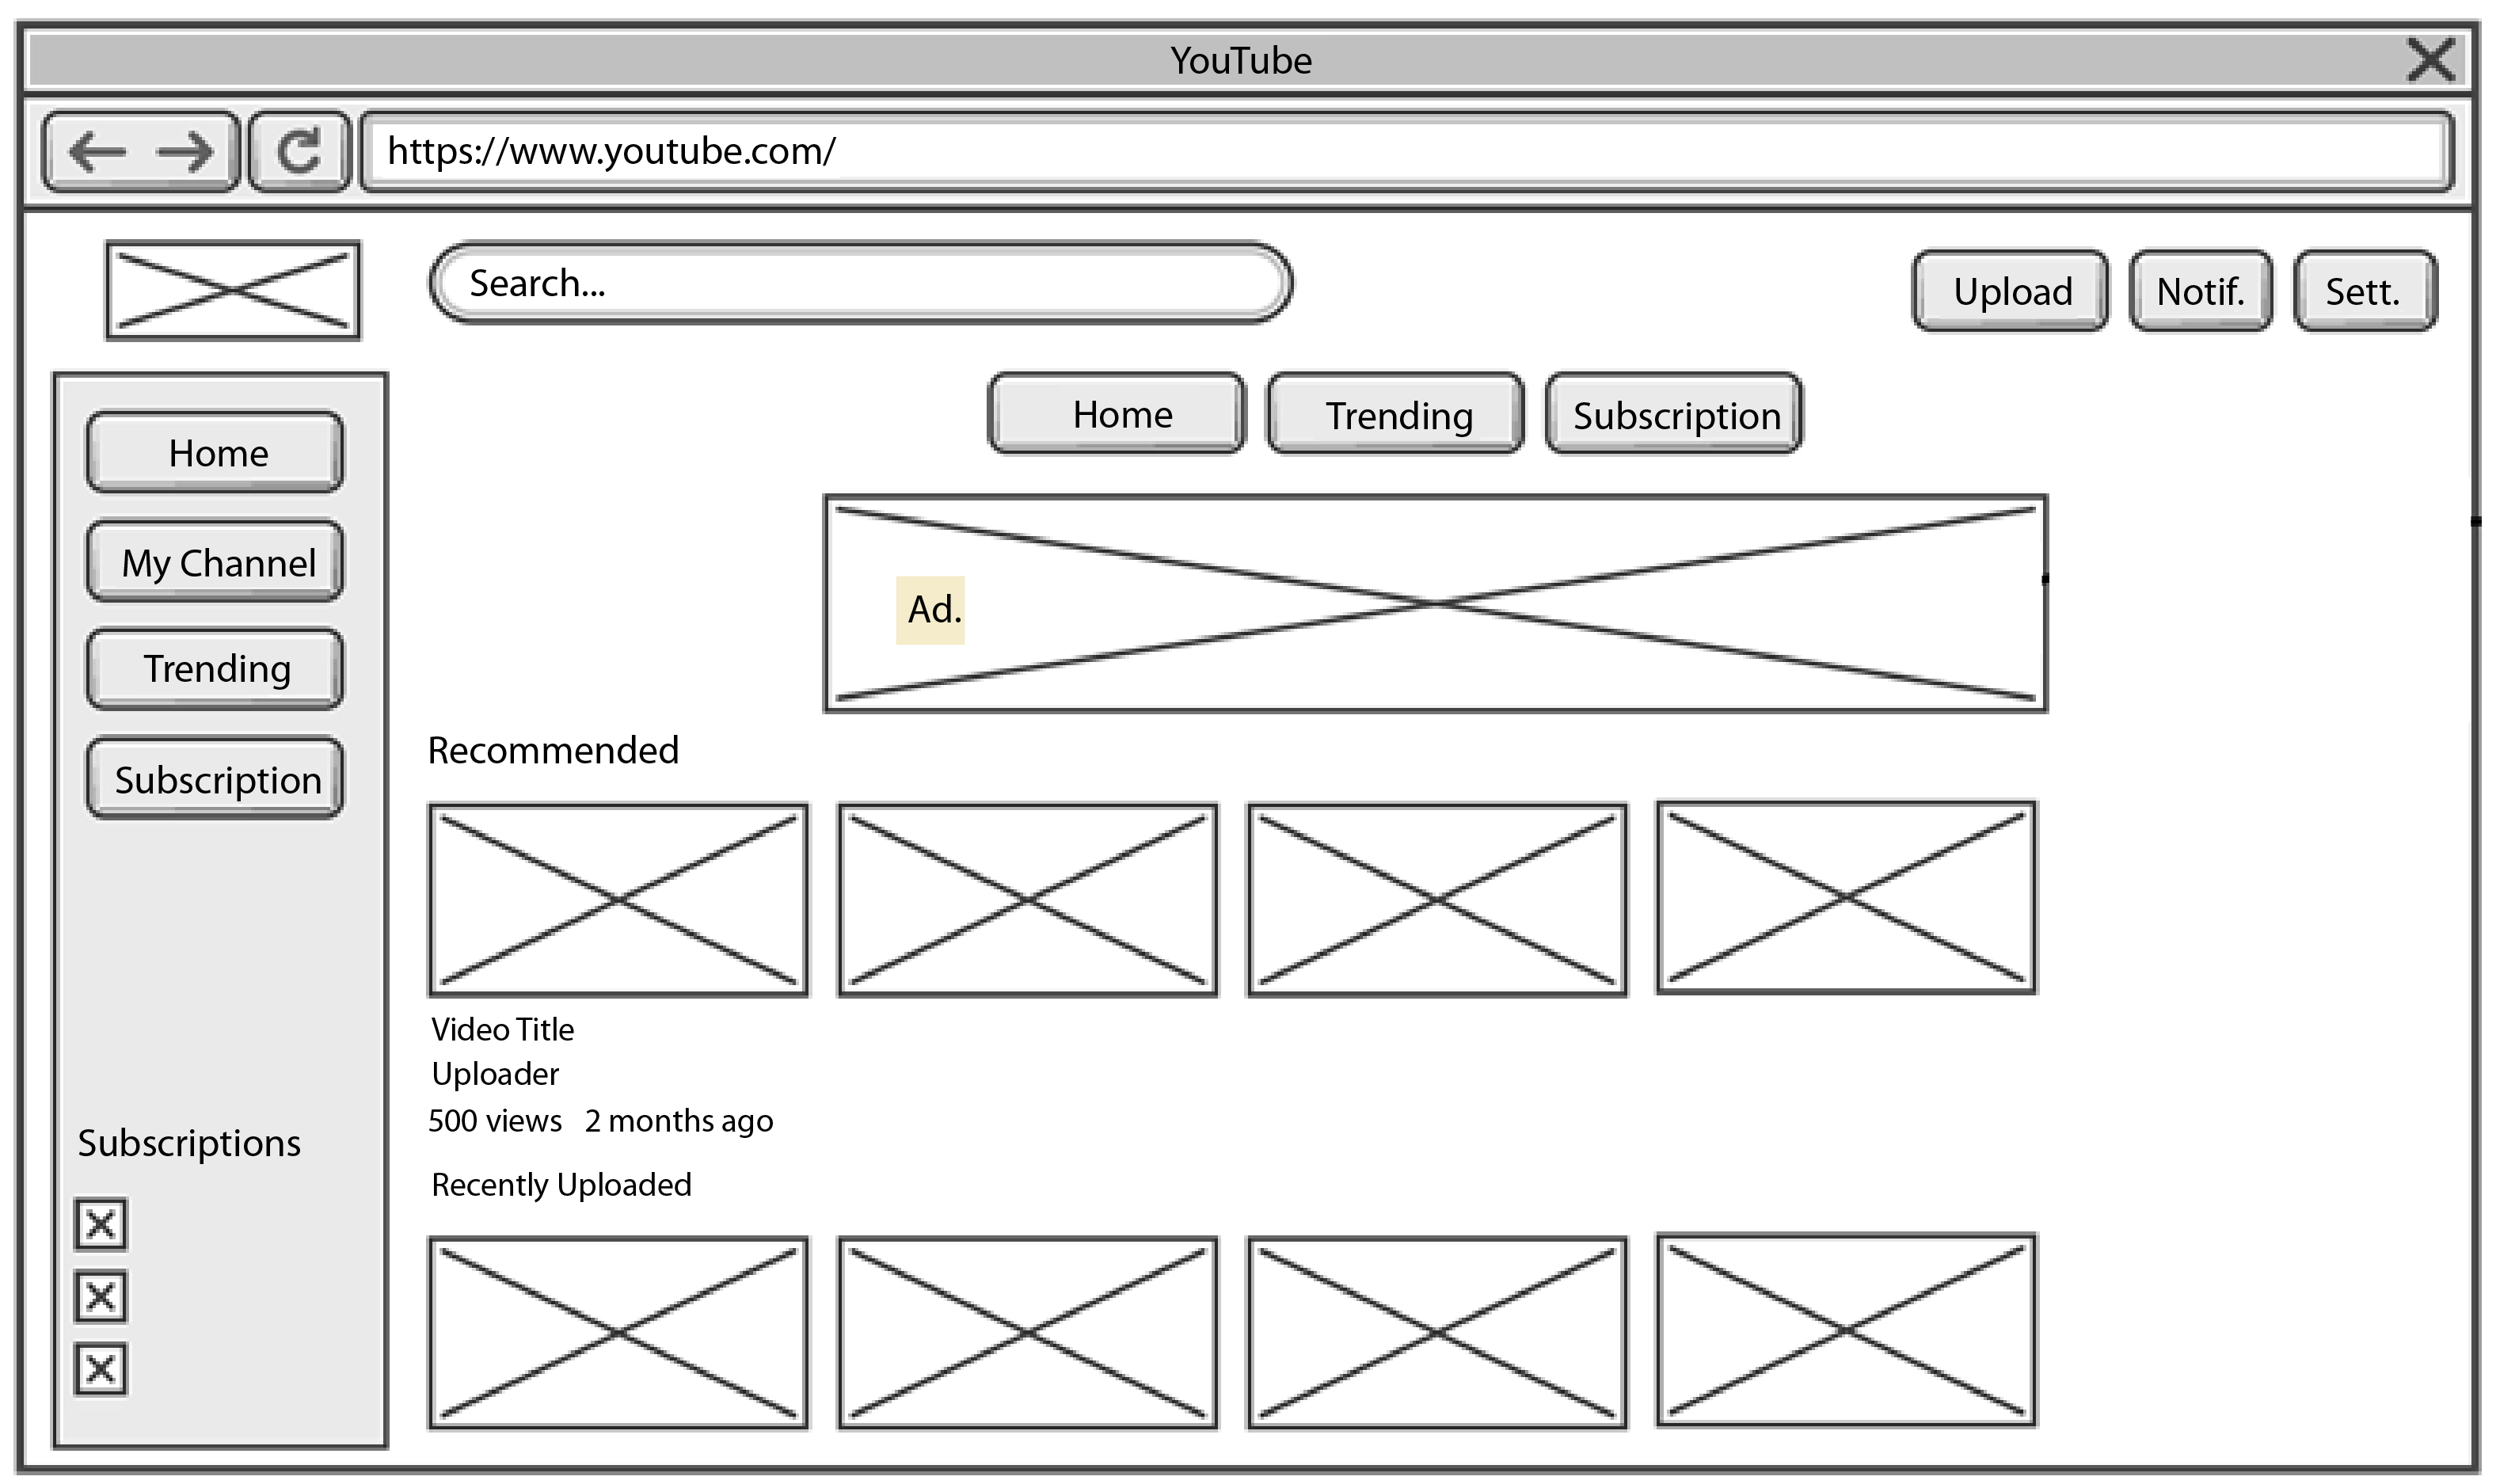 YouTube
https://www.youtube.com/
Search...
Upload
Notif.
Sett.
Home
Trending
Subscription
Home
My Channel
Trending
Subscription
Subscriptions
Ad.
Recommended
Video Title
Uploader
500 views 2 months ago
Recently Uploaded